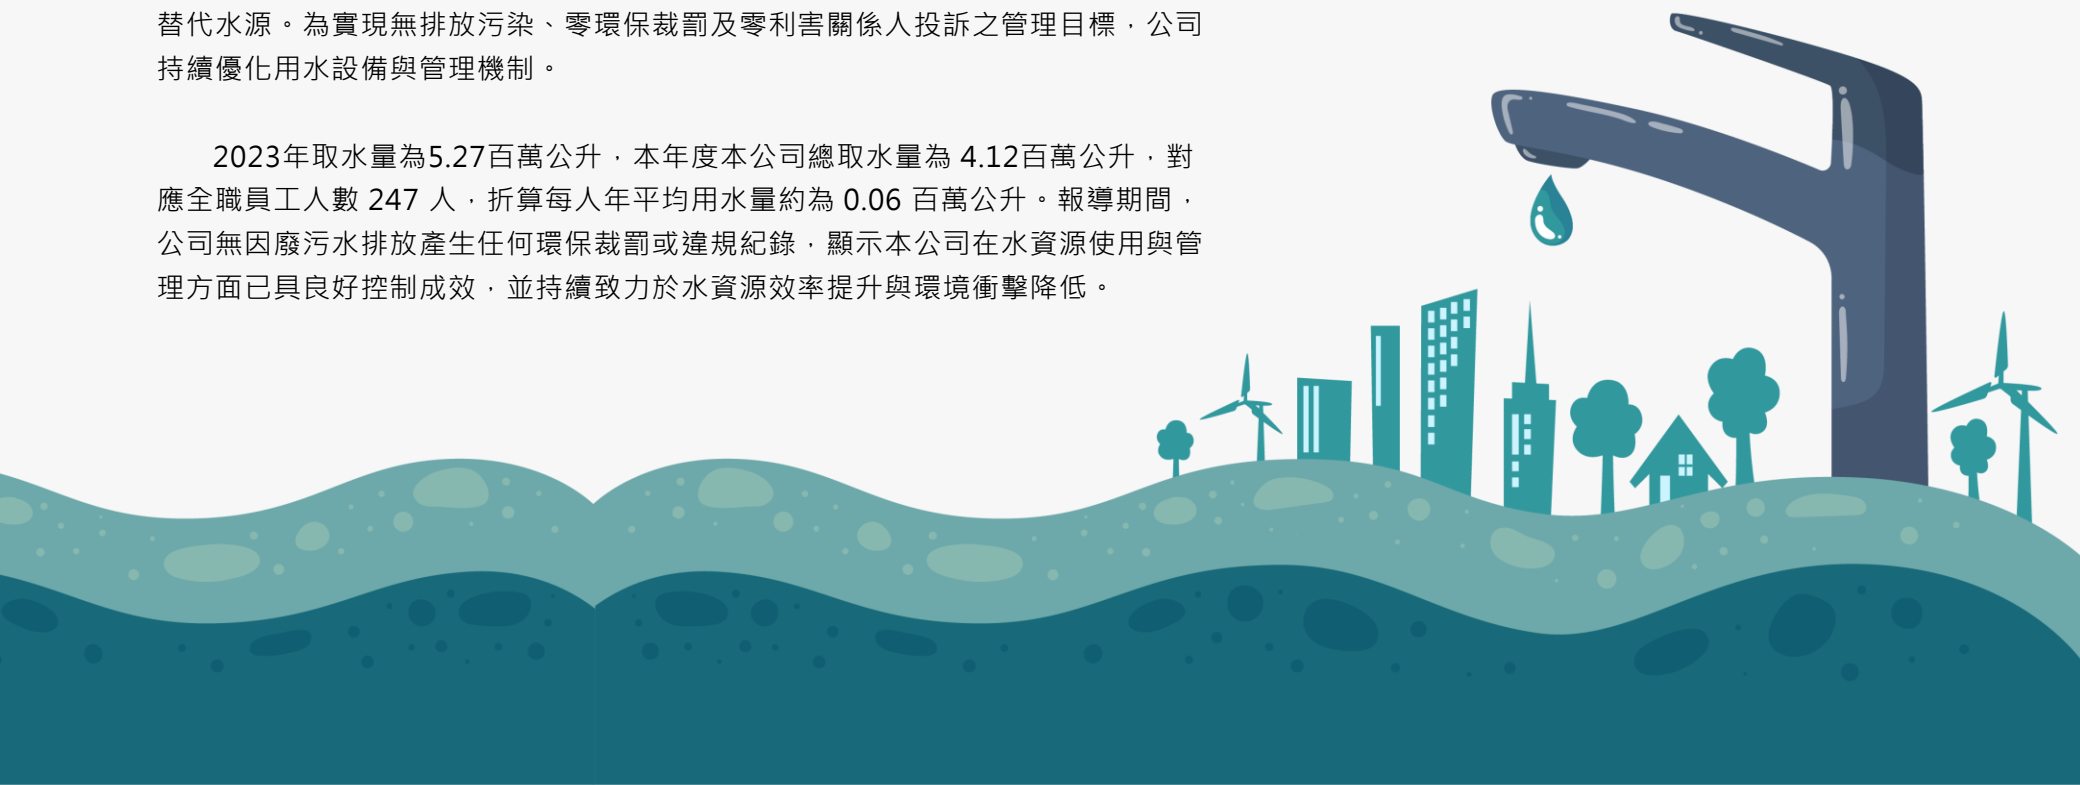 替代水源。為實現無排放污染、零環保裁罰及零利害關係人投訴之管理目標，公司
持續優化用水設備與管理機制。
2023年取水量為5.27百萬公升，本年度本公司總取水量為 4.12百萬公升，對
應全職員工人數 247 人，折算每人年平均用水量約為 0.06 百萬公升。報導期間，
公司無因廢污水排放產生任何環保裁罰或違規紀錄，顯示本公司在水資源使用與管
理方面已具良好控制成效，並持續致力於水資源效率提升與環境衝擊降低。